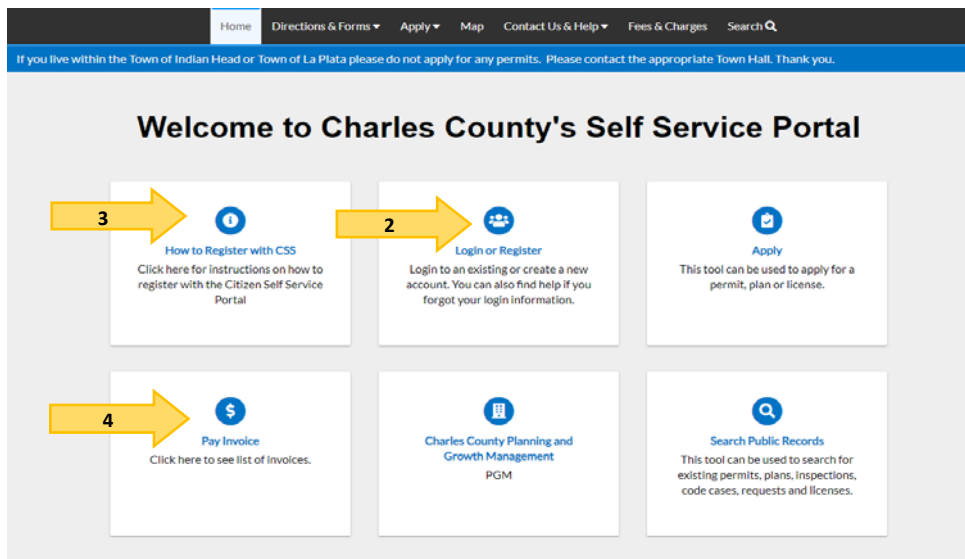 Home Directions & Forms Apply Map Contact Us & Help Fees & Charges Search
If you live within the Town of Indian Head or Town of La Plata please do not apply for any permits. Please contact the appropriate Town Hall. Thank you.
Welcome to Charles County's Self Service Portal
3
How to Register with CSS
Click here for instructions on how to
register with the Citizen Self Service
Portal
2
Login or Register
Login to an existing or create a new
account. You can also find help if you
forgot your login information.
Apply
This tool can be used to apply for a
permit, plan or license.
4
$
Pay Invoice
Click here to see list of invoices.
Charles County Planning and
Growth Management
PGM
Search Public Records
This tool can be used to search for
existing permits, plans, inspections,
code cases, requests and licenses.